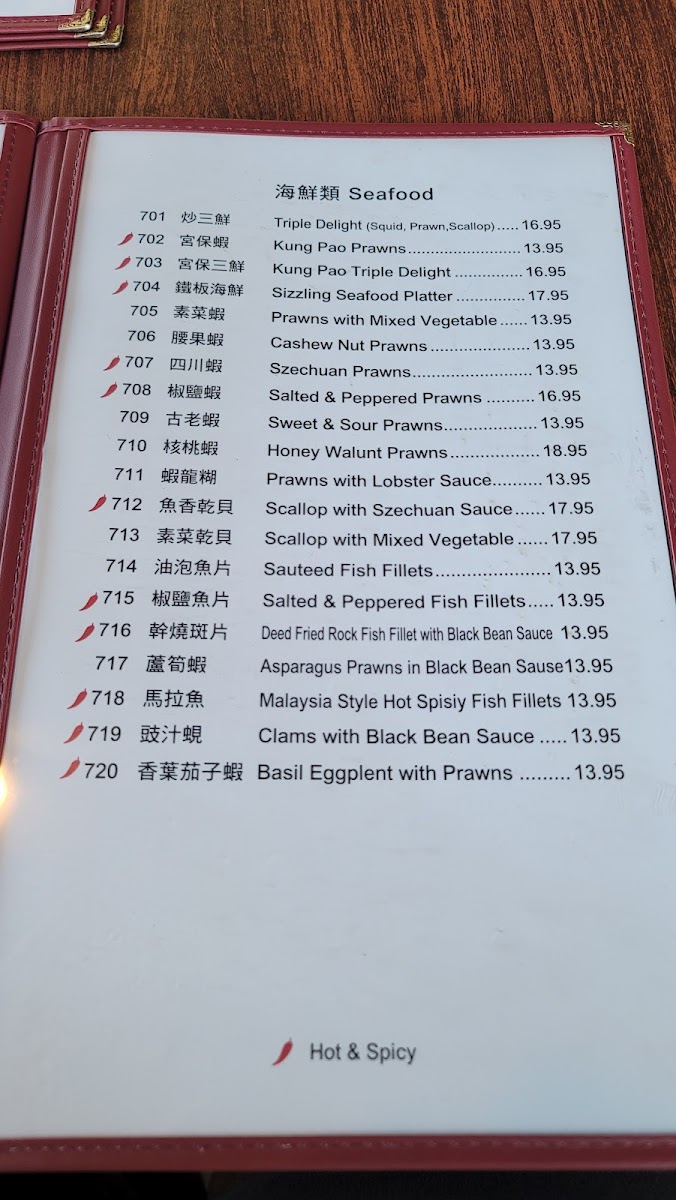 海鮮類 Seafood
701 炒三鮮 Triple Delight (Squid, Prawn,Scallop)..... 16.95
702 宮保蝦 Kung Pao Prawns......................... 13.95
703 宮保三鮮 Kung Pao Triple Delight ............... 16.95
704 鐵板海鮮 Sizzling Seafood Platter ............... 17.95
705 素菜蝦 Prawns with Mixed Vegetable ...... 13.95
706 腰果蝦 Cashew Nut Prawns ..................... 13.95
707 四川蝦 Szechuan Prawns......................... 13.95
708 椒鹽蝦 Salted & Peppered Prawns .......... 16.95
709 古老蝦 Sweet & Sour Prawns................... 13.95
710 核桃蝦 Honey Walunt Prawns .................. 18.95
711 蝦龍糊 Prawns with Lobster Sauce.......... 13.95
712 魚香乾貝 Scallop with Szechuan Sauce...... 17.95
713 素菜乾貝 Scallop with Mixed Vegetable ...... 17.95
714 油泡魚片 Sauteed Fish Fillets....................... 13.95
715 椒鹽魚片 Salted & Peppered Fish Fillets..... 13.95
716 幹燒斑片 Deed Fried Rock Fish Fillet with Black Bean Sauce 13.95
717 蘆筍蝦 Asparagus Prawns in Black Bean Sause13.95
718 馬拉魚 Malaysia Style Hot Spisiy Fish Fillets 13.95
719 豉汁蜆 Clams with Black Bean Sauce ..... 13.95
720 香葉茄子蝦 Basil Eggplent with Prawns ......... 13.95
Hot & Spicy